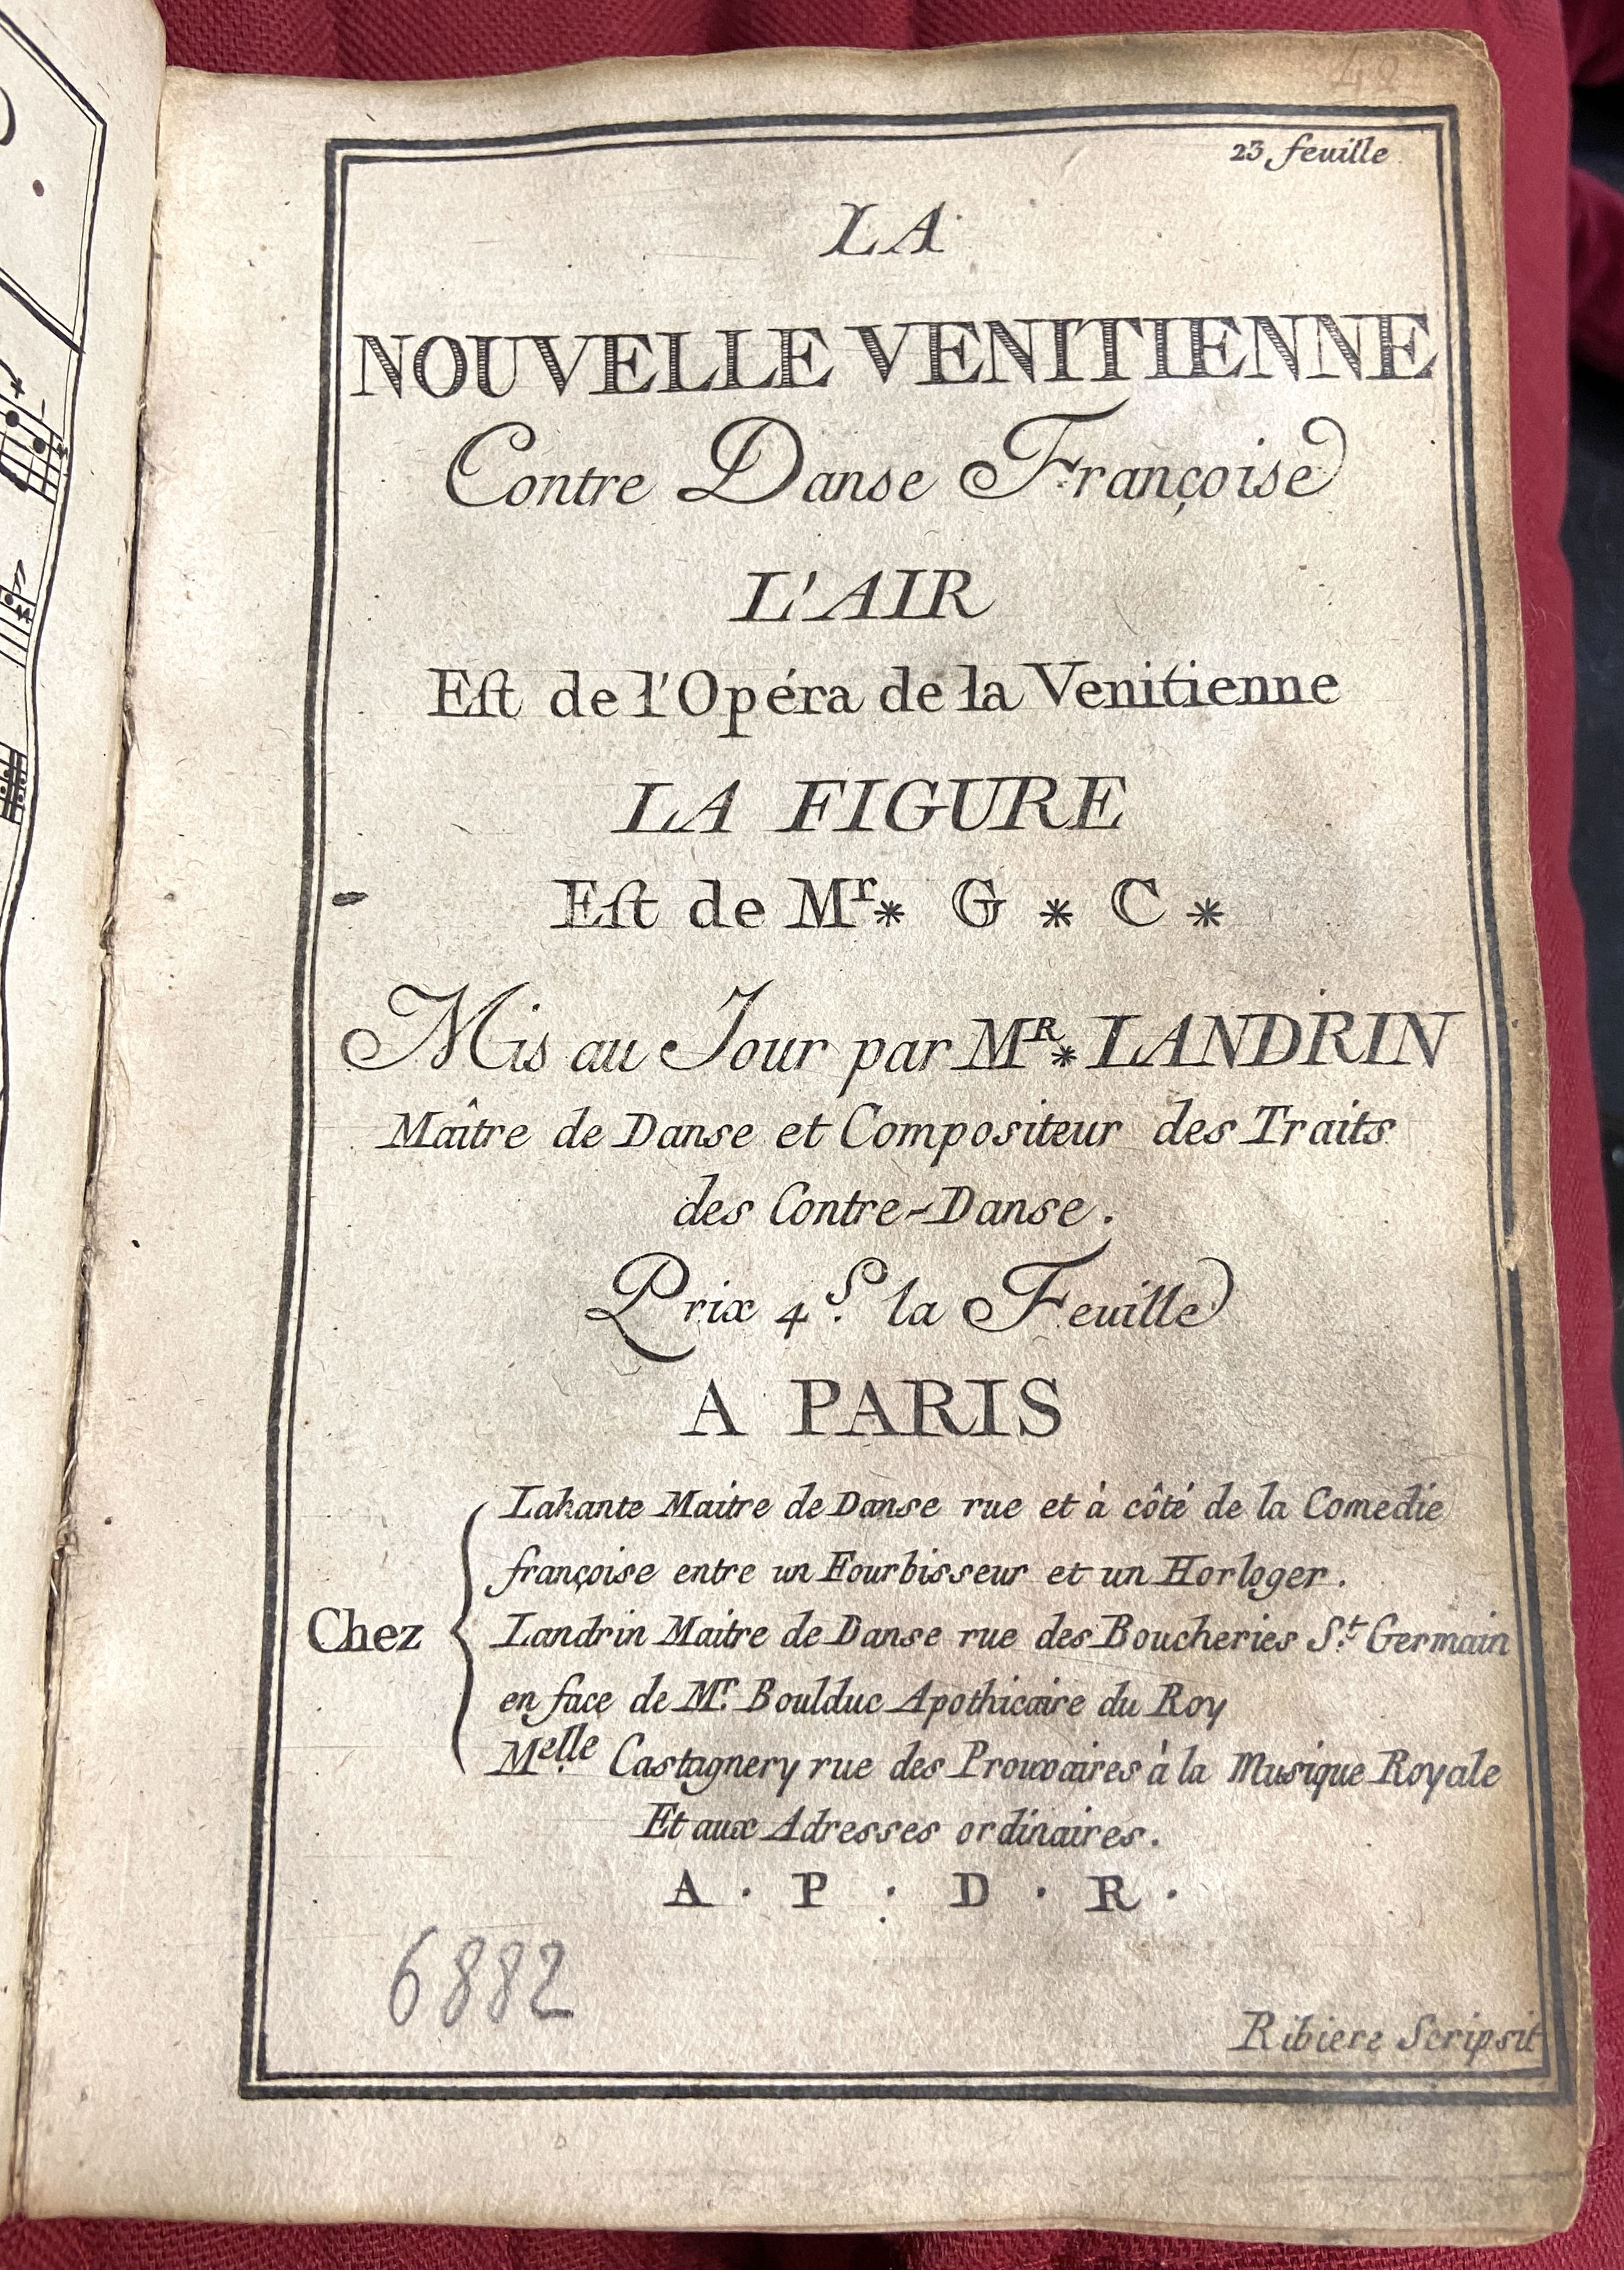 42
23 feuille
LA
NOUVELLE VENITIENNE
Contre Danse Françoise
L'AIR
Est de l'Opéra de la Venitienne
LA FIGURE
Est de Mr* G * C *
Mis au Jour par MR* LANDRIN
Maître de Danse et Compositeur des Traits
des Contre-Danse.
Prix 4 S. la Feuille
A PARIS
Lahante Maitre de Danse rue et à côté de la Comedie
françoise entre un Fourbisseur et un Horloger.
Chez
Landrin Maitre de Danse rue des Boucheries St. Germain
en face de Mr. Boulduc Apothicaire du Roy
Melle. Castagnery rue des Prouvaires à la Musique Royale
Et aux Adresses ordinaires.
A . P . D . R .
6882
Ribiere Scripsit